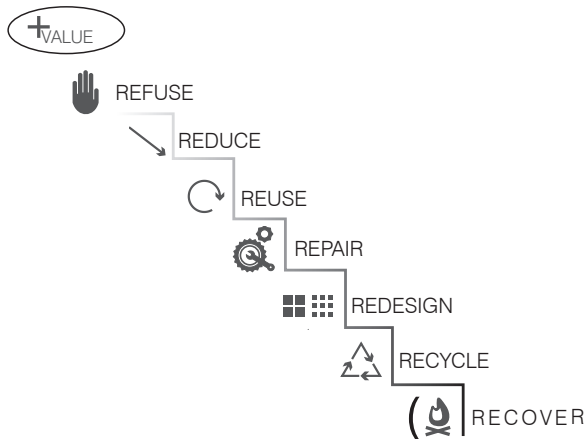 +VALUE
REFUSE
REDUCE
REUSE
REPAIR
REDESIGN
RECYCLE
( RECOVER